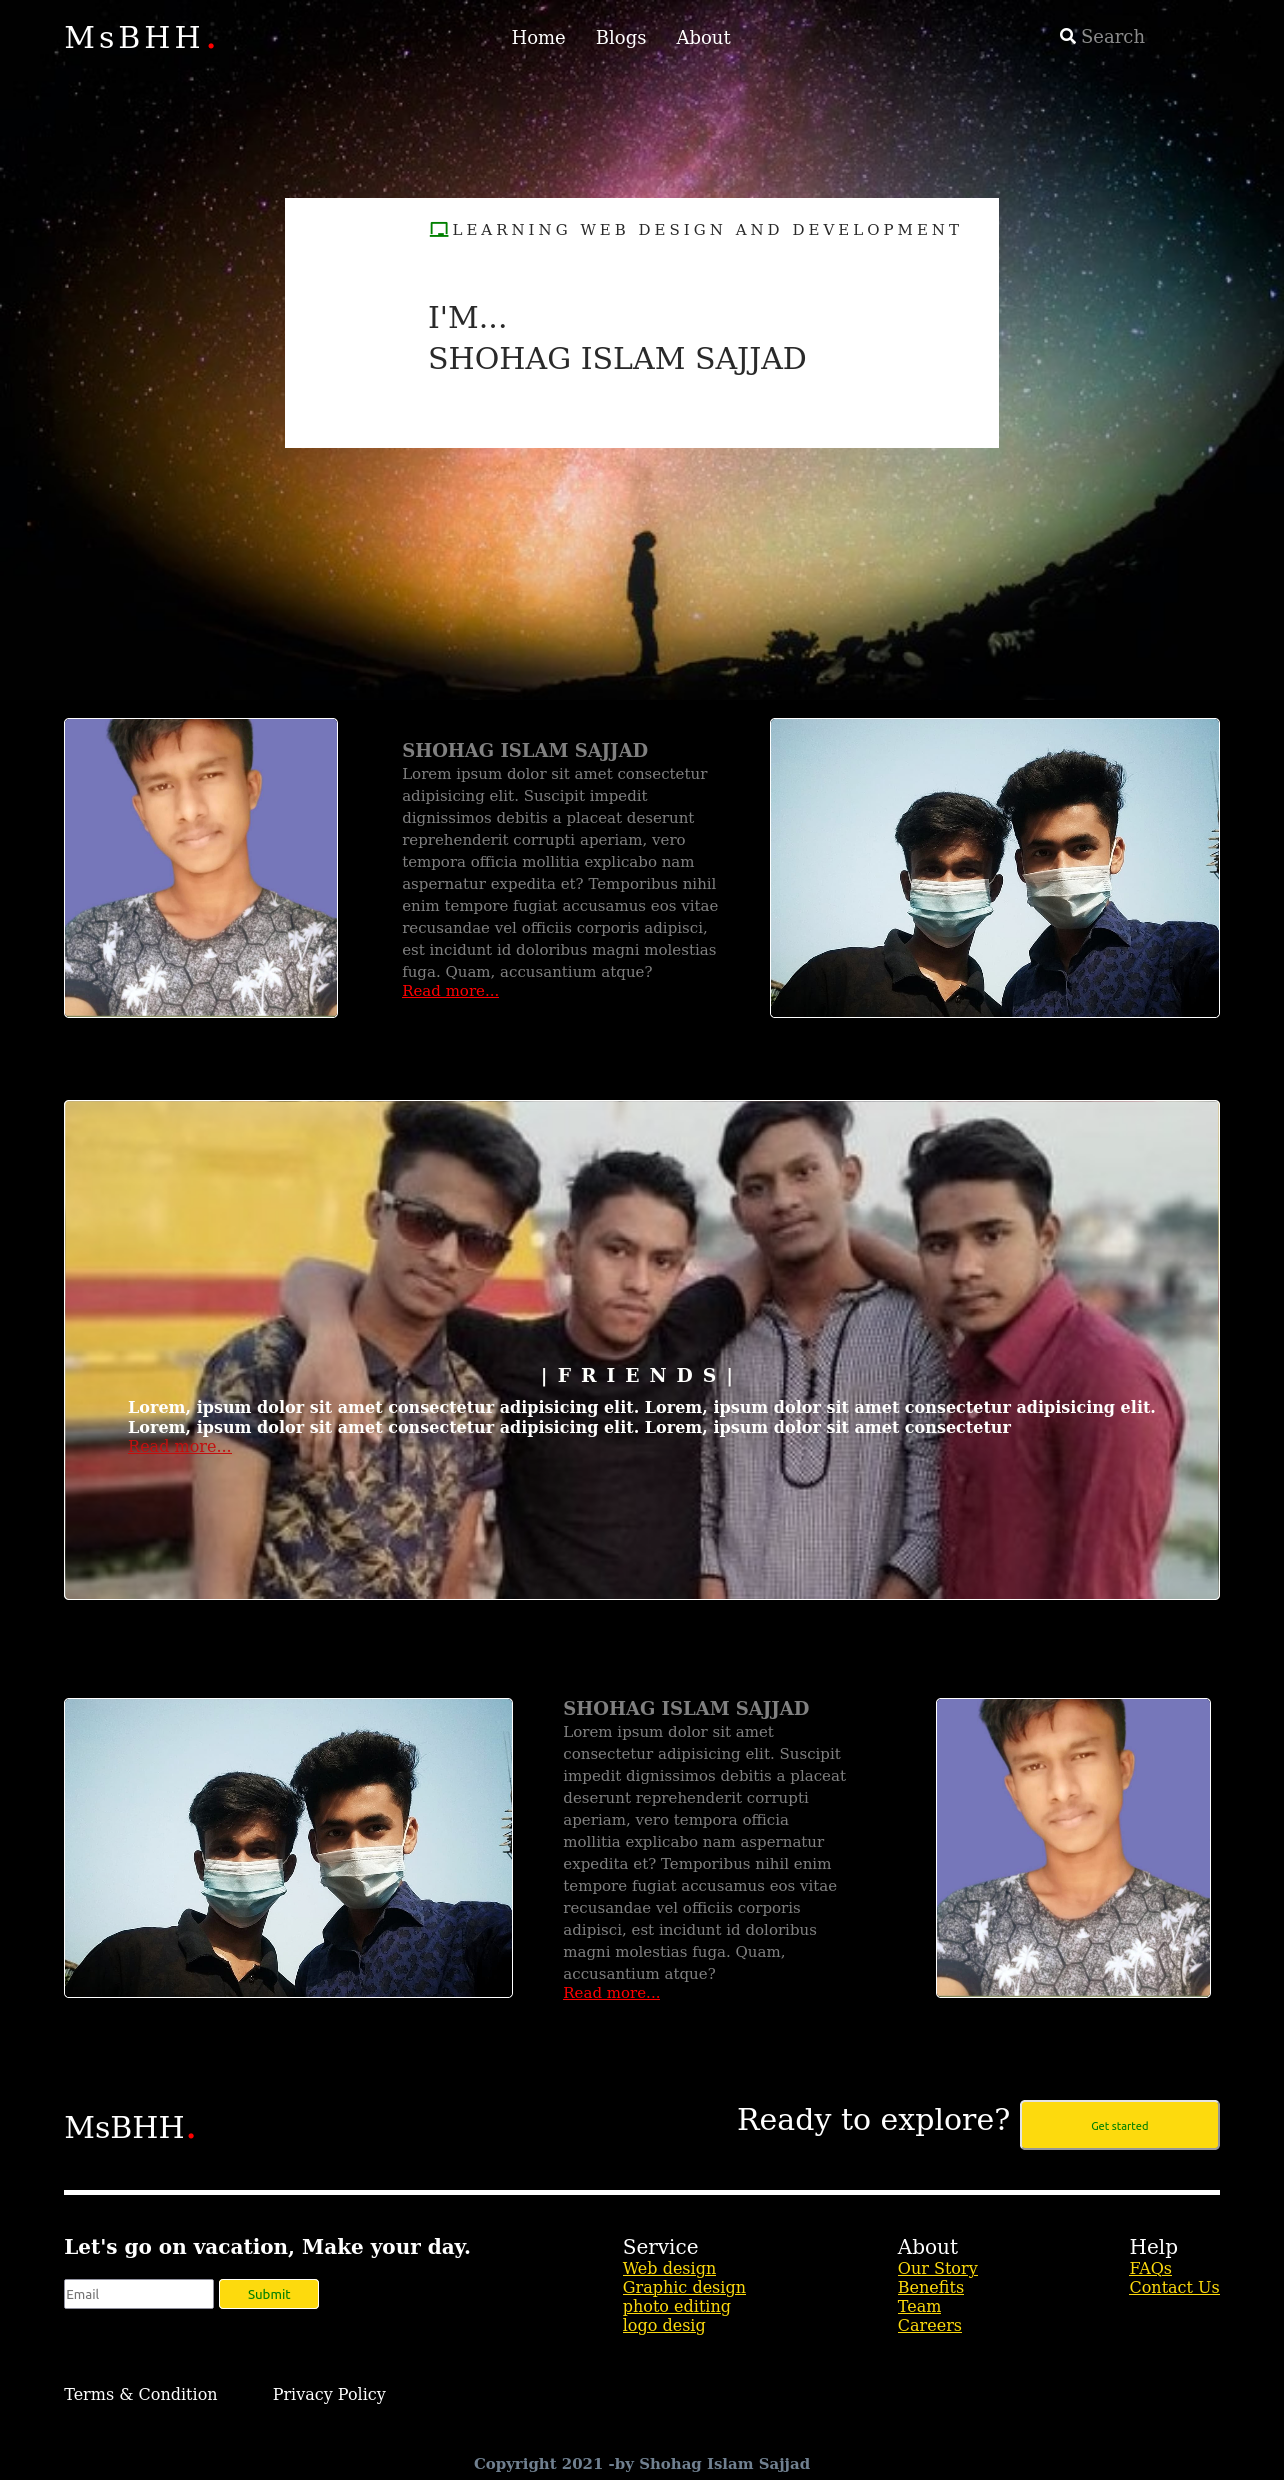 MsBHH.
Home Blogs About
Search
LEARNING WEB DESIGN AND DEVELOPMENT
I'M...
SHOHAG ISLAM SAJJAD
SHOHAG ISLAM SAJJAD
Lorem ipsum dolor sit amet consectetur
adipisicing elit. Suscipit impedit
dignissimos debitis a placeat deserunt
reprehenderit corrupti aperiam, vero
tempora officia mollitia explicabo nam
aspernatur expedita et? Temporibus nihil
enim tempore fugiat accusamus eos vitae
recusandae vel officiis corporis adipisci,
est incidunt id doloribus magni molestias
fuga. Quam, accusantium atque?
Read more...
| F R I E N D S |
Lorem, ipsum dolor sit amet consectetur adipisicing elit. Lorem, ipsum dolor sit amet consectetur adipisicing elit.
Lorem, ipsum dolor sit amet consectetur adipisicing elit. Lorem, ipsum dolor sit amet consectetur
Read more...
SHOHAG ISLAM SAJJAD
Lorem ipsum dolor sit amet
consectetur adipisicing elit. Suscipit
impedit dignissimos debitis a placeat
deserunt reprehenderit corrupti
aperiam, vero tempora officia
mollitia explicabo nam aspernatur
expedita et? Temporibus nihil enim
tempore fugiat accusamus eos vitae
recusandae vel officiis corporis
adipisci, est incidunt id doloribus
magni molestias fuga. Quam,
accusantium atque?
Read more...
MsBHH.
Ready to explore? Get started
Let's go on vacation, Make your day.
Email Submit
Service
Web design
Graphic design
photo editing
logo desig
About
Our Story
Benefits
Team
Careers
Help
FAQs
Contact Us
Terms & Condition Privacy Policy
Copyright 2021 -by Shohag Islam Sajjad